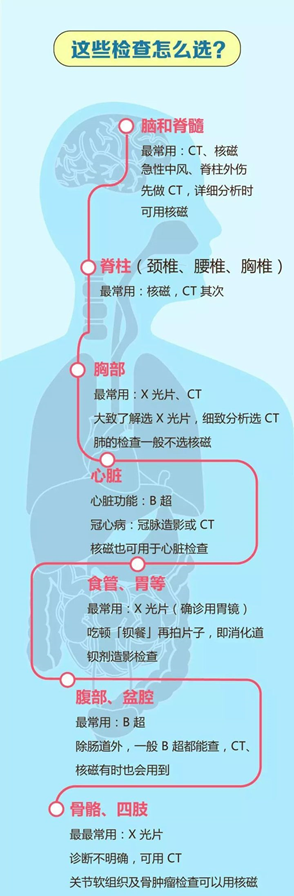 这些检查怎么选？
脑和脊髓
最常用：CT、核磁
急性中风、脊柱外伤
先做 CT，详细分析时
可用核磁
脊柱（颈椎、腰椎、胸椎）
最常用：核磁，CT 其次
胸部
最常用：X 光片、CT
大致了解选 X 光片，细致分析选 CT
肺的检查一般不选核磁
心脏
心脏功能：B 超
冠心病：冠脉造影或 CT
核磁也可用于心脏检查
食管、胃等
最常用：X 光片（确诊用胃镜）
吃顿「钡餐」再拍片子，即消化道
钡剂造影检查
腹部、盆腔
最常用：B 超
除肠道外，一般 B 超都能查，CT、
核磁有时也会用到
骨骼、四肢
最最常用：X 光片
诊断不明确，可用 CT
关节软组织及骨肿瘤检查可以用核磁